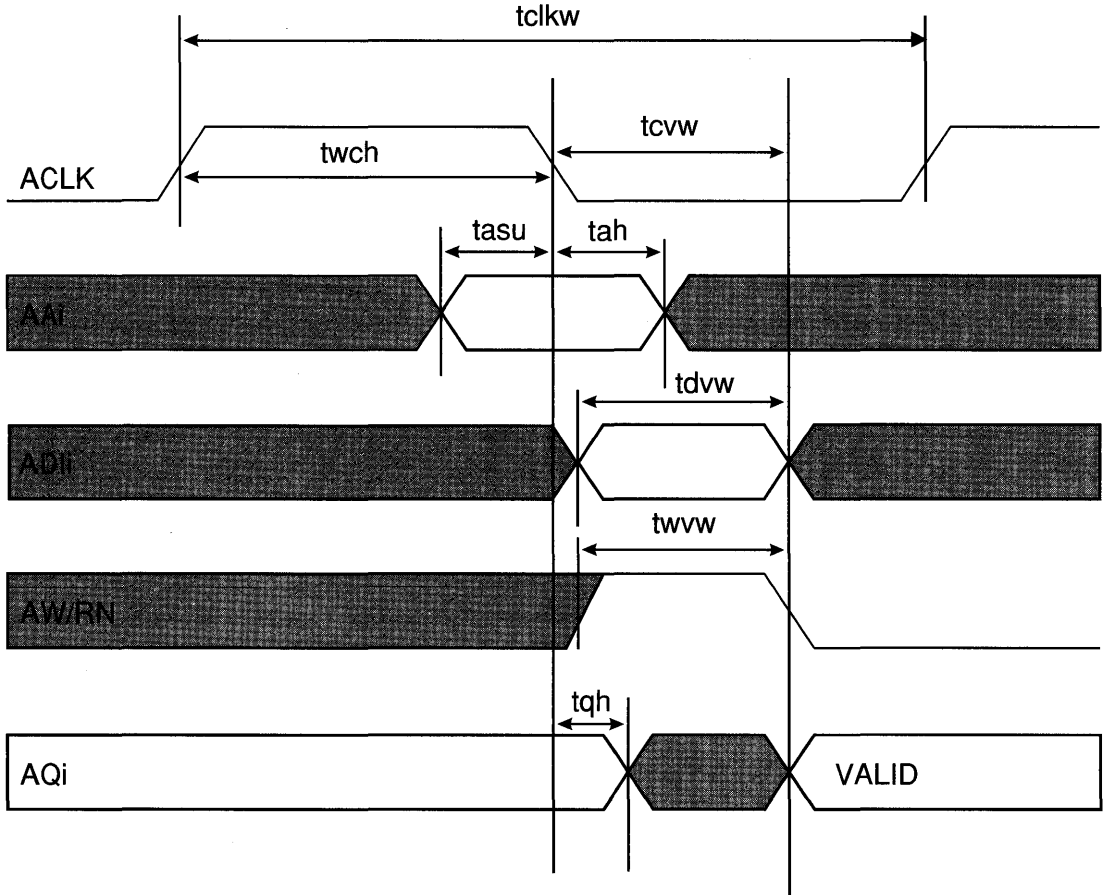 tclkw
tcvw
twch
ACLK
tasu
tah
AAi
tdvw
ADIi
twvw
AW/RN
tqh
AQi
VALID